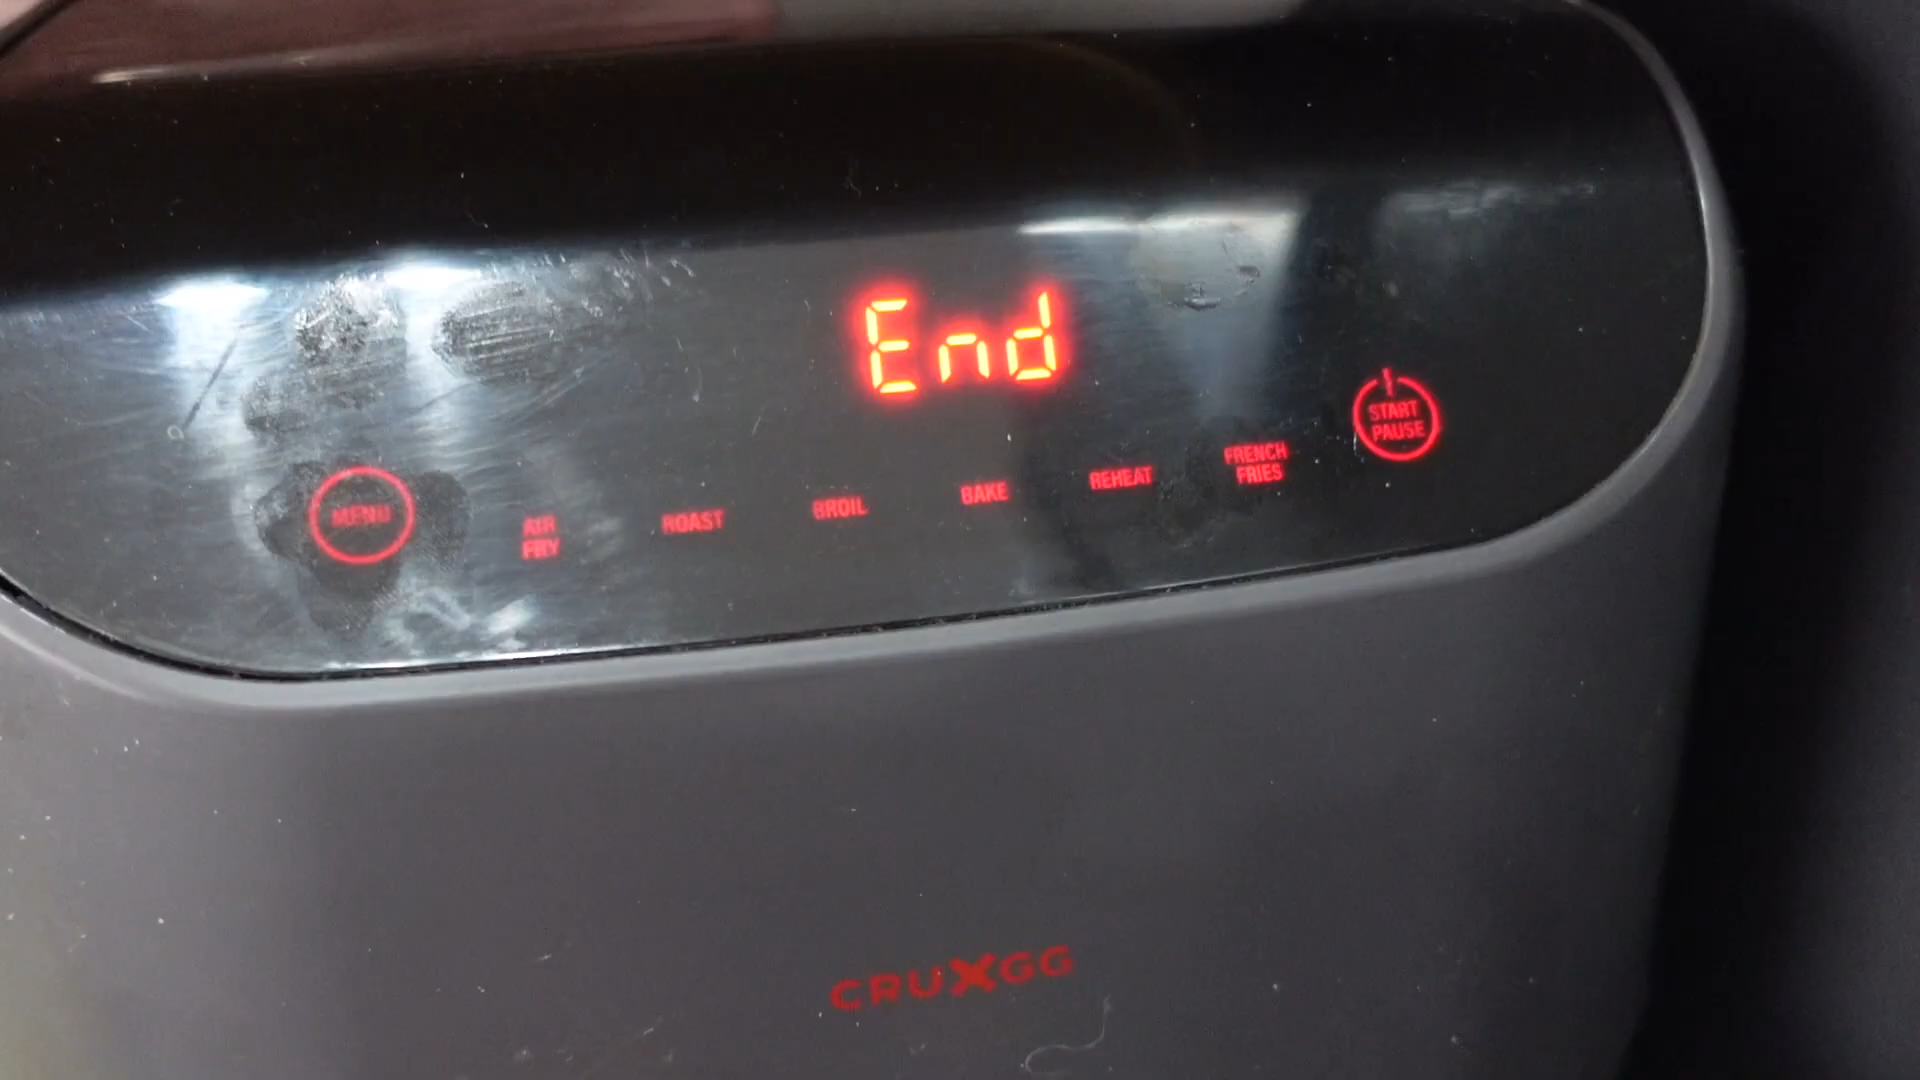 End
MENU
AIR
FRY
ROAST
BROIL
BAKE
REHEAT
FRENCH
FRIES
START
PAUSE
CRUXGG